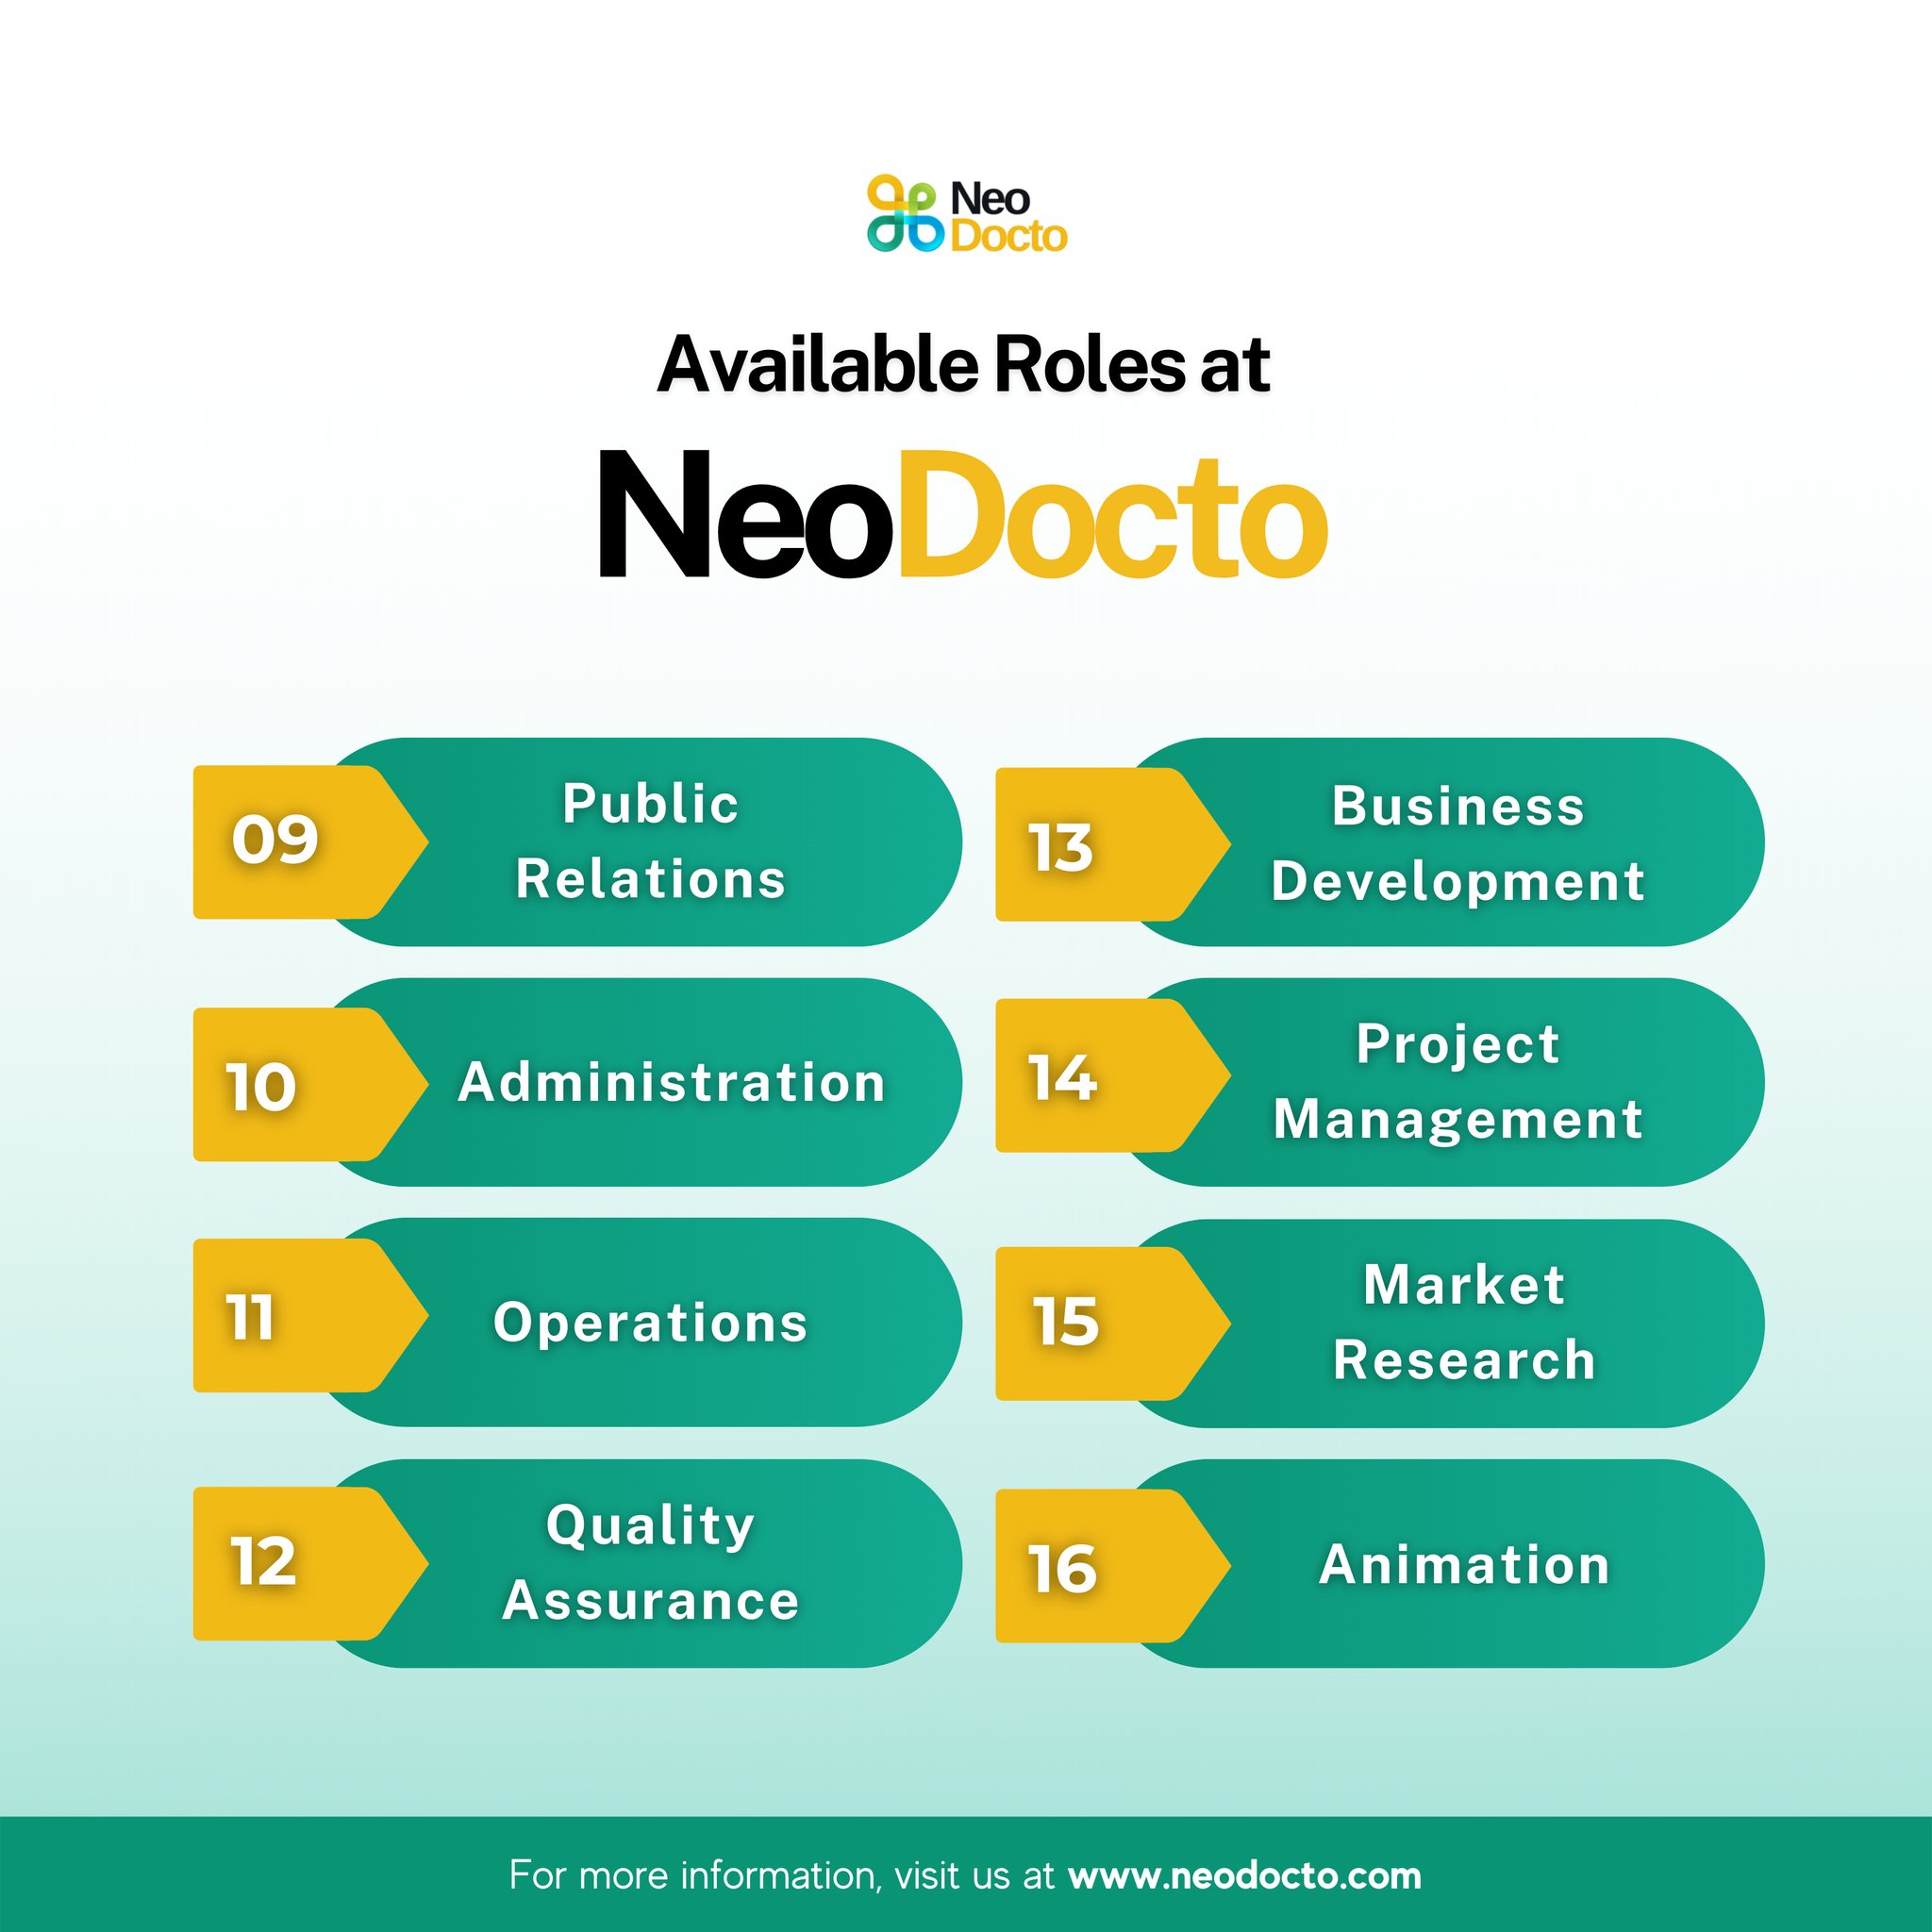 Neo
Docto
Available Roles at
NeoDocto
09
Public
Relations
10
Administration
11
Operations
12
Quality
Assurance
13
Business
Development
14
Project
Management
15
Market
Research
16
Animation
For more information, visit us at www.neodocto.com